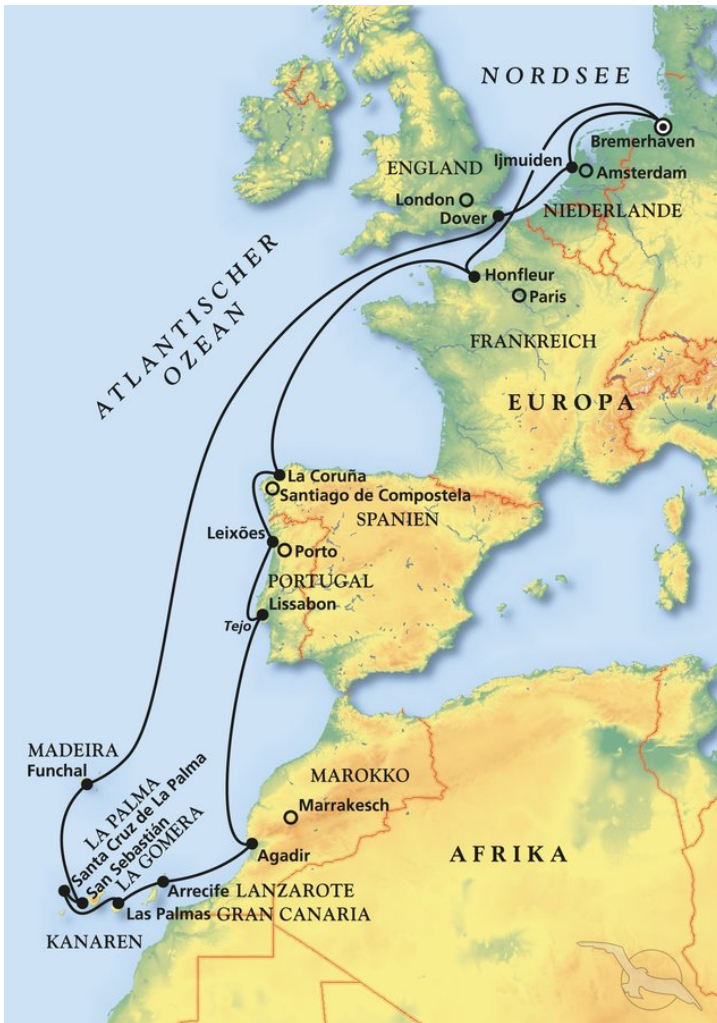 NORDSEE
Bremerhaven
Ijmuiden
Amsterdam
ENGLAND
London
Dover
NIEDERLANDE
ATLANTISCHER
OZEAN
Honfleur
Paris
FRANKREICH
EUROPA
La Coruña
Santiago de Compostela
SPANIEN
Leixões
Porto
PORTUGAL
Lissabon
Tejo
MADEIRA
Funchal
LA PALMA
Santa Cruz de La Palma
San Sebastián
LA GOMERA
MAROKKO
Marrakesch
Agadir
AFRIKA
Arrecife LANZAROTE
Las Palmas GRAN CANARIA
KANAREN